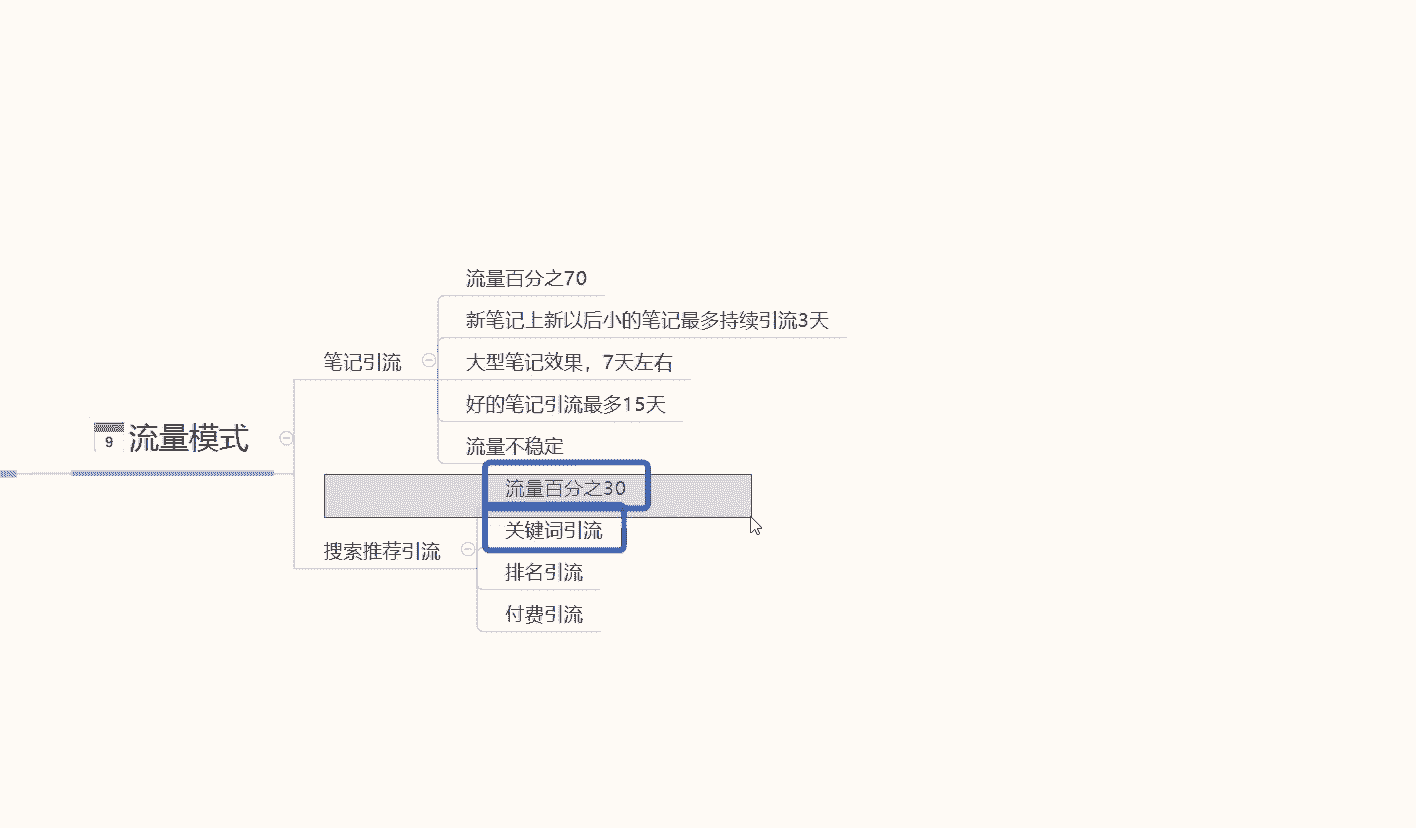 9 流量模式
笔记引流
流量百分之70
新笔记上新以后小的笔记最多持续引流3天
大型笔记效果，7天左右
好的笔记引流最多15天
流量不稳定
搜索推荐引流
流量百分之30
关键词引流
排名引流
付费引流